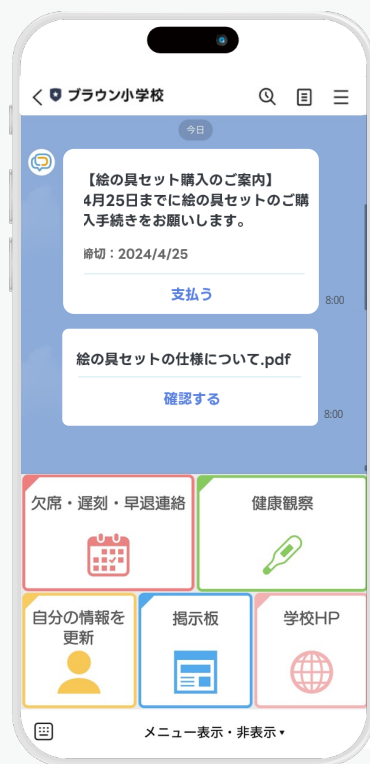 ブラウン小学校
今日
【絵の具セット購入のご案内】
4月25日までに絵の具セットのご購
入手続きをお願いします。
締切：2024/4/25
支払う
8:00
絵の具セットの仕様について.pdf
確認する
8:00
欠席・遅刻・早退連絡
健康観察
自分の情報を
更新
掲示板
学校HP
メニュー表示・非表示▾